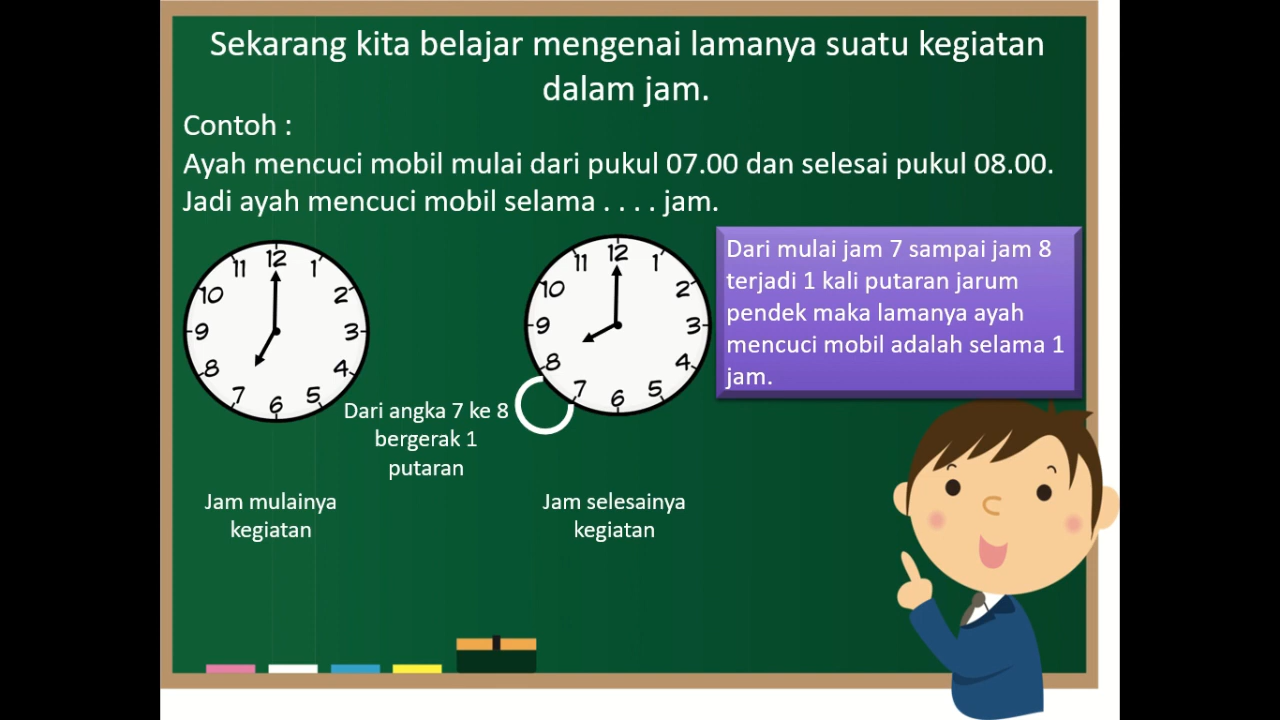 Sekarang kita belajar mengenai lamanya suatu kegiatan
dalam jam.
Contoh :
Ayah mencuci mobil mulai dari pukul 07.00 dan selesai pukul 08.00.
Jadi ayah mencuci mobil selama . . . . jam.
12
1
2
3
4
5
6
7
8
9
10
11
12
1
2
3
4
5
6
7
8
9
10
11
Dari mulai jam 7 sampai jam 8
terjadi 1 kali putaran jarum
pendek maka lamanya ayah
mencuci mobil adalah selama 1
jam.
Dari angka 7 ke 8
bergerak 1
putaran
Jam mulainya
kegiatan
Jam selesainya
kegiatan